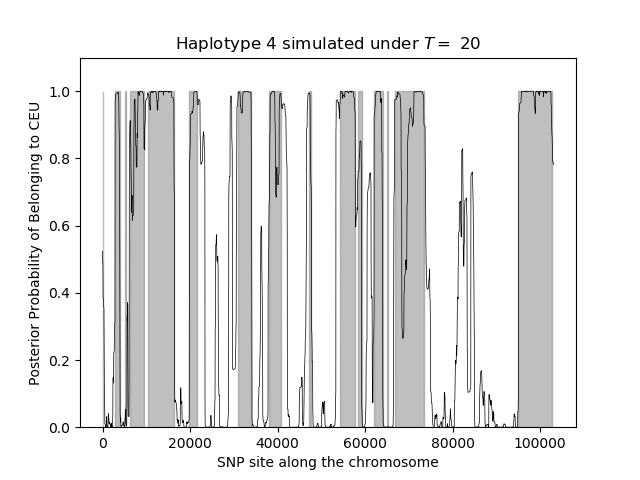 Haplotype 4 simulated under T = 20
Posterior Probability of Belonging to CEU
1.0
0.8
0.6
0.4
0.2
0.0
0 20000 40000 60000 80000 100000
SNP site along the chromosome